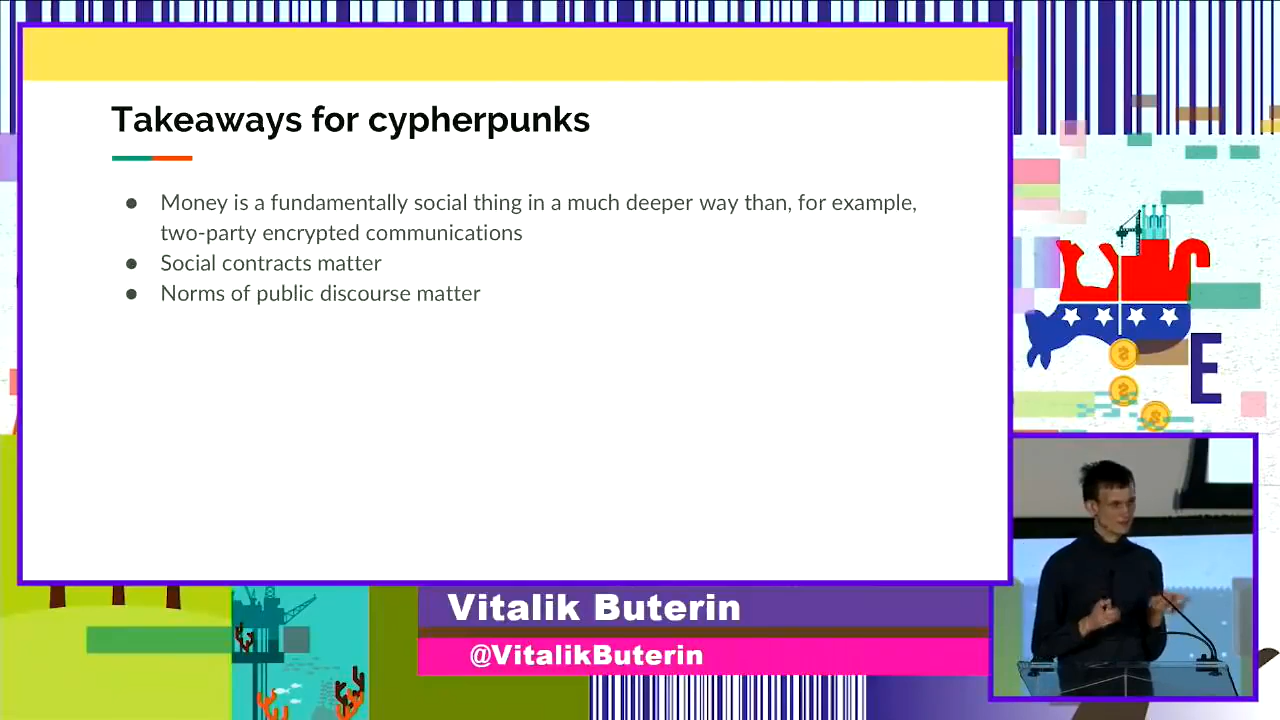 Takeaways for cypherpunks
● Money is a fundamentally social thing in a much deeper way than, for example,
two-party encrypted communications
● Social contracts matter
● Norms of public discourse matter
E
Vitalik Buterin
@VitalikButerin